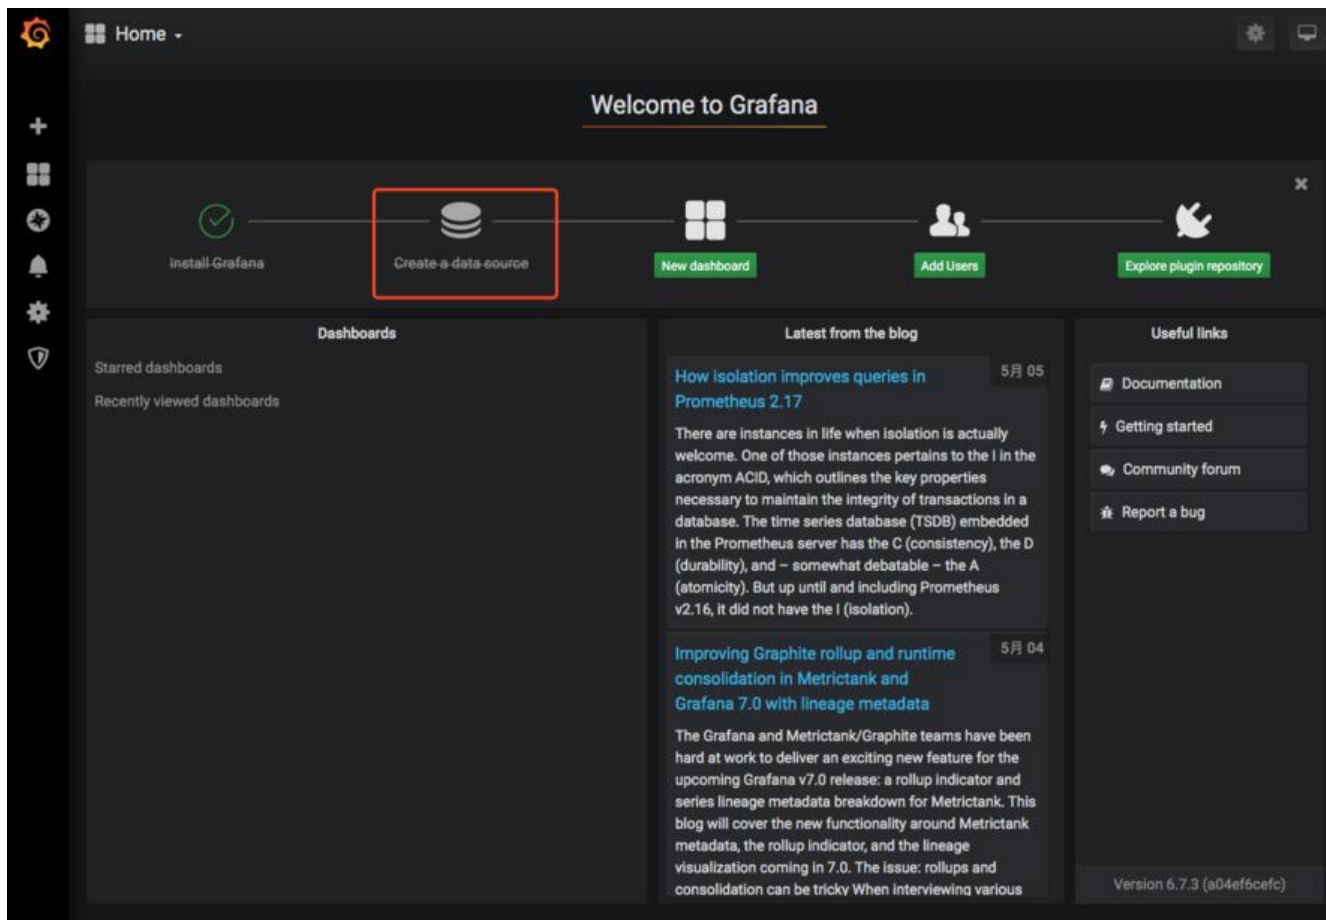 Home
Welcome to Grafana
Install Grafana
Create a data source
New dashboard
Add Users
Explore plugin repository
Dashboards
Starred dashboards
Recently viewed dashboards
Latest from the blog
How isolation improves queries in
Prometheus 2.17
5月 05
There are instances in life when isolation is actually
welcome. One of those instances pertains to the I in the
acronym ACID, which outlines the key properties
necessary to maintain the integrity of transactions in a
database. The time series database (TSDB) embedded
in the Prometheus server has the C (consistency), the D
(durability), and – somewhat debatable – the A
(atomicity). But up until and including Prometheus
v2.16, it did not have the I (isolation).
Improving Graphite rollup and runtime
consolidation in Metrictank and
Grafana 7.0 with lineage metadata
5月 04
The Grafana and Metrictank/Graphite teams have been
hard at work to deliver an exciting new feature for the
upcoming Grafana v7.0 release: a rollup indicator and
series lineage metadata breakdown for Metrictank. This
blog will cover the new functionality around Metrictank
metadata, the rollup indicator, and the lineage
visualization coming in 7.0. The issue: rollups and
consolidation can be tricky When interviewing various
Useful links
Documentation
Getting started
Community forum
Report a bug
Version 6.7.3 (a04ef6cefc)